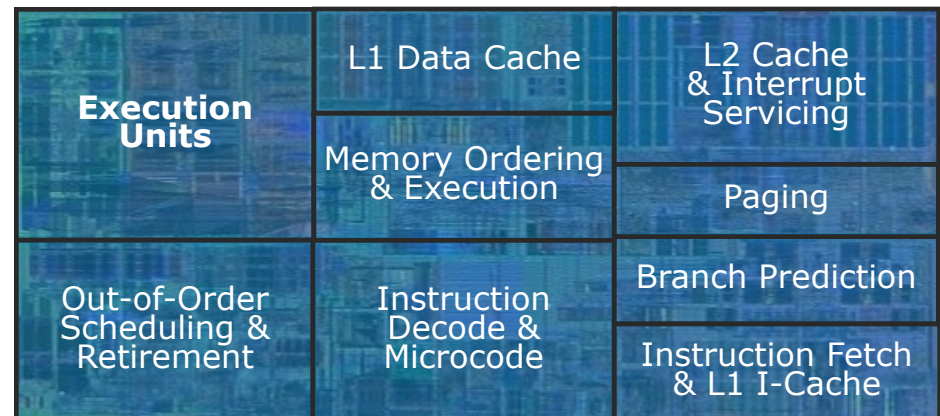 Execution
Units
L1 Data Cache
L2 Cache
& Interrupt
Servicing
Memory Ordering
& Execution
Paging
Out-of-Order
Scheduling &
Retirement
Instruction
Decode &
Microcode
Branch Prediction
Instruction Fetch
& L1 I-Cache